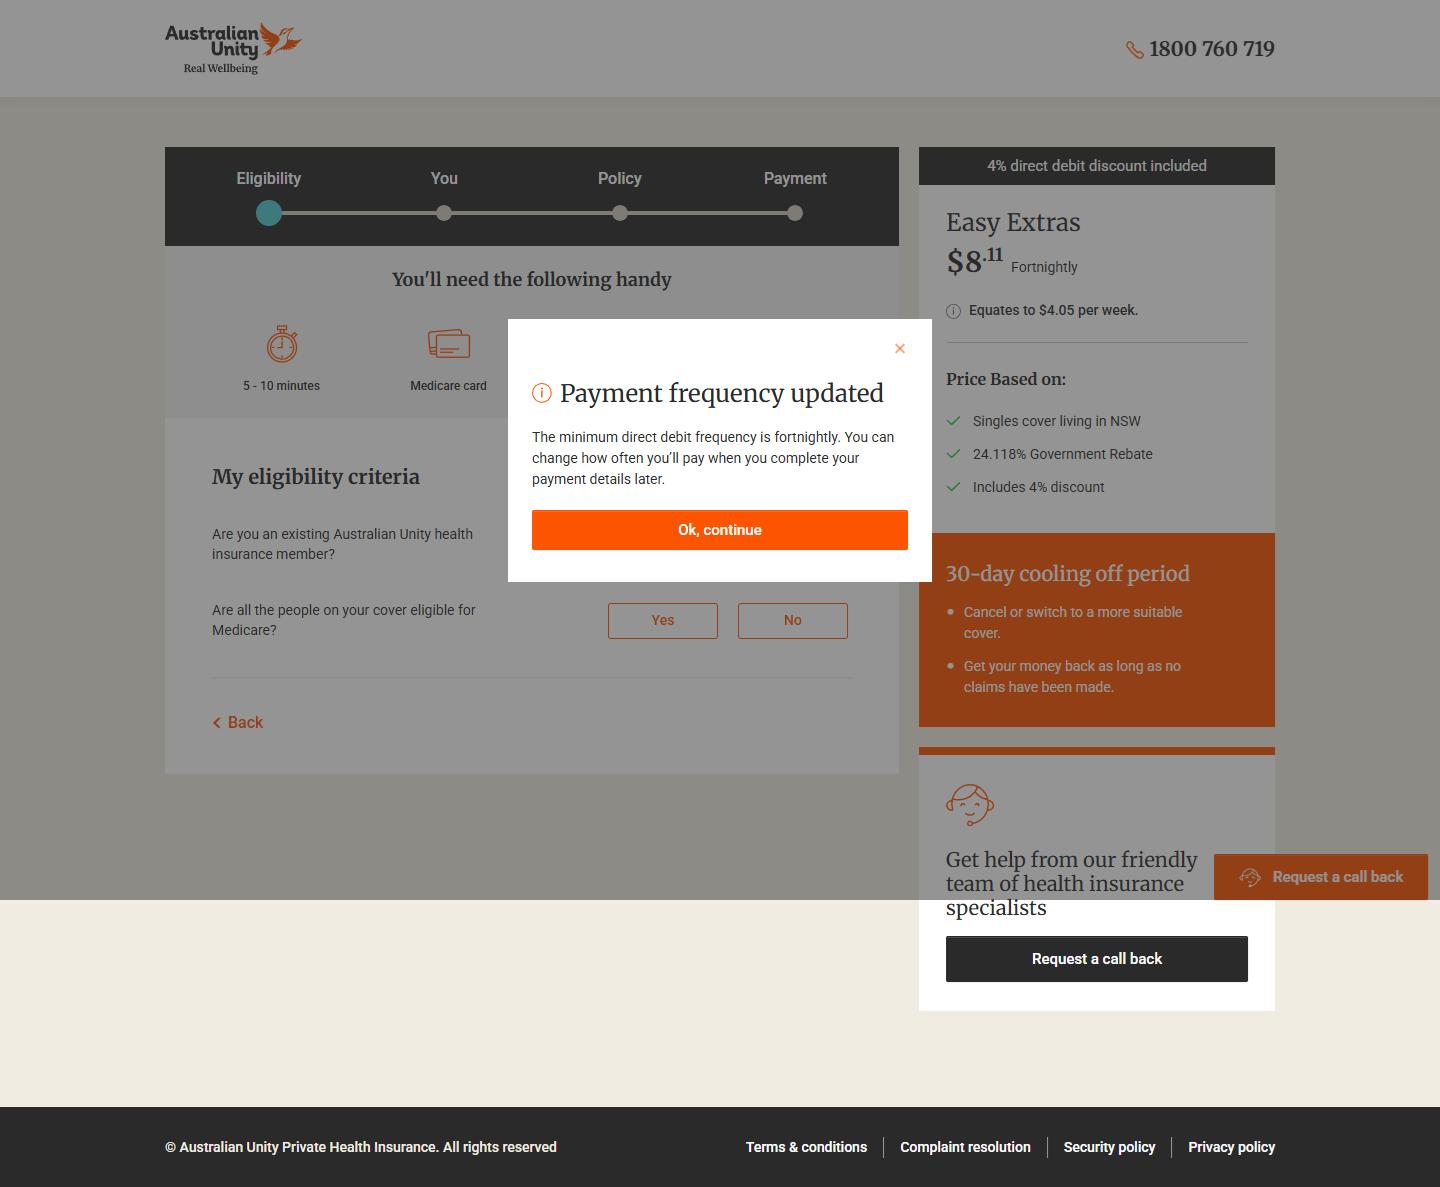 Australian
Unity
Real Wellbeing
1800 760 719
Eligibility
You
Policy
Payment
You'll need the following handy
5 - 10 minutes
Medicare card
My eligibility criteria
Are you an existing Australian Unity health
insurance member?
Are all the people on your cover eligible for
Medicare?
Yes
No
Back
Payment frequency updated
The minimum direct debit frequency is fortnightly. You can
change how often you’ll pay when you complete your
payment details later.
Ok, continue
4% direct debit discount included
Easy Extras
$8.11 Fortnightly
Equates to $4.05 per week.
Price Based on:
Singles cover living in NSW
24.118% Government Rebate
Includes 4% discount
30-day cooling off period
Cancel or switch to a more suitable
cover.
Get your money back as long as no
claims have been made.
Get help from our friendly
team of health insurance
specialists
Request a call back
Request a call back
© Australian Unity Private Health Insurance. All rights reserved
Terms & conditions
Complaint resolution
Security policy
Privacy policy